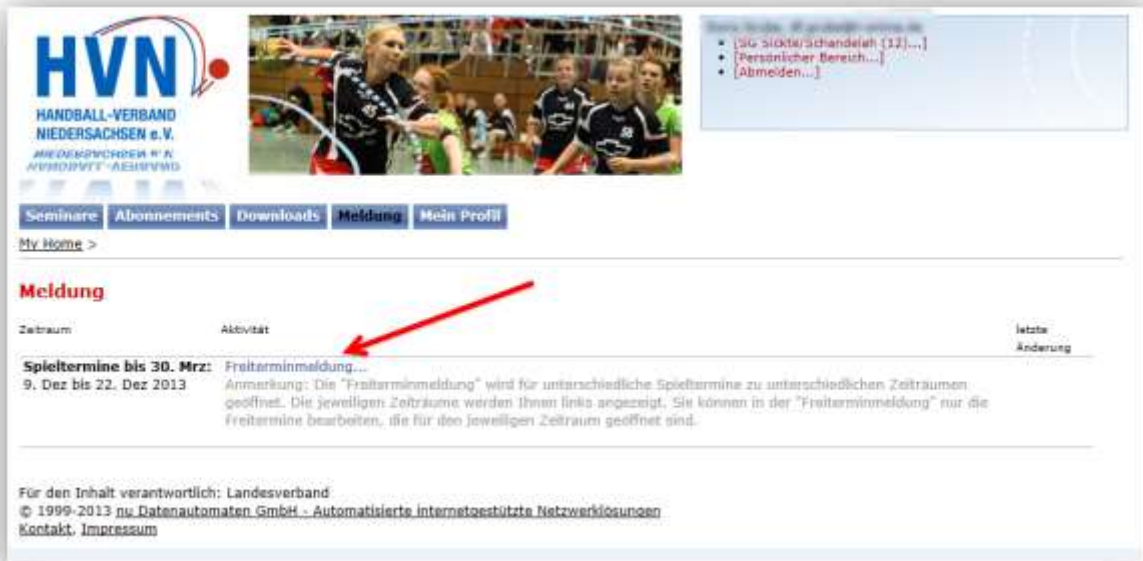 HVN
HANDBALL-VERBAND
NIEDERSACHSEN e.V.
[SG Sickte/Schandelah (12)...]
[Persönlicher Bereich...]
[Abmelden...]
Seminare Abonnements Downloads Meldung Mein Profil
My Home >
Meldung
Zeitraum Aktivität letzte
Änderung
Spieltermine bis 30. Mrz: Freiterminmeldung...
9. Dez bis 22. Dez 2013 Anmerkung: Die "Freiterminmeldung" wird für unterschiedliche Spieltermine zu unterschiedlichen Zeiträumen
geöffnet. Die jeweiligen Zeiträume werden Ihnen links angezeigt. Sie können in der "Freiterminmeldung" nur die
Freitermine bearbeiten, die für den jeweiligen Zeitraum geöffnet sind.
Für den Inhalt verantwortlich: Landesverband
© 1999-2013 nu Datenautomaten GmbH - Automatisierte internetgestützte Netzwerklösungen
Kontakt, Impressum